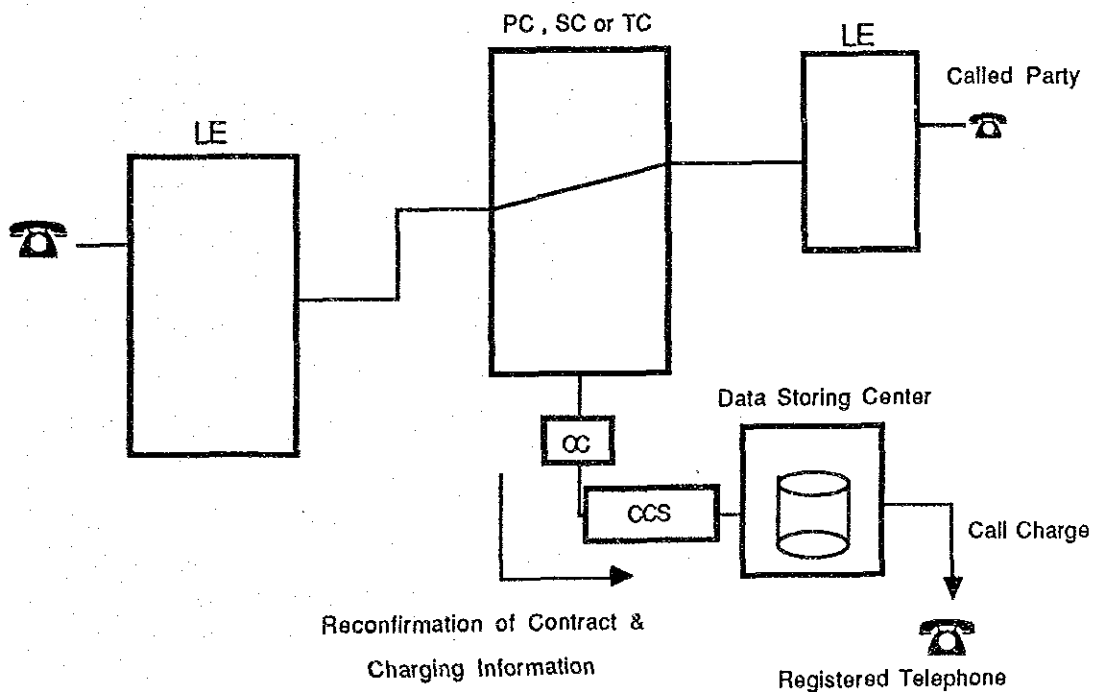 PC , SC or TC
LE
Called Party
LE
Data Storing Center
CC
CCS
Call Charge
Reconfirmation of Contract &
Charging Information
Registered Telephone